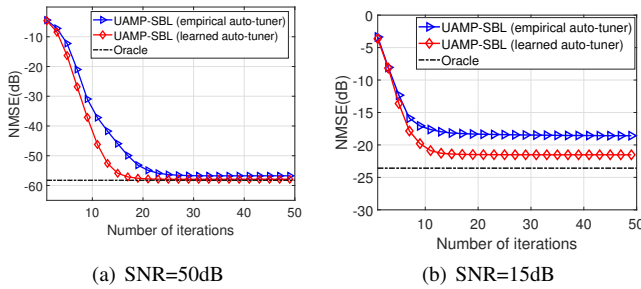 UAMP-SBL (empirical auto-tuner)
UAMP-SBL (learned auto-tuner)
Oracle
0
-10
-20
-30
-40
-50
-60
NMSE(dB)
10 20 30 40 50
Number of iterations
(a) SNR=50dB
UAMP-SBL (empirical auto-tuner)
UAMP-SBL (learned auto-tuner)
Oracle
0
-5
-10
-15
-20
-25
-30
NMSE(dB)
10 20 30 40 50
Number of iterations
(b) SNR=15dB